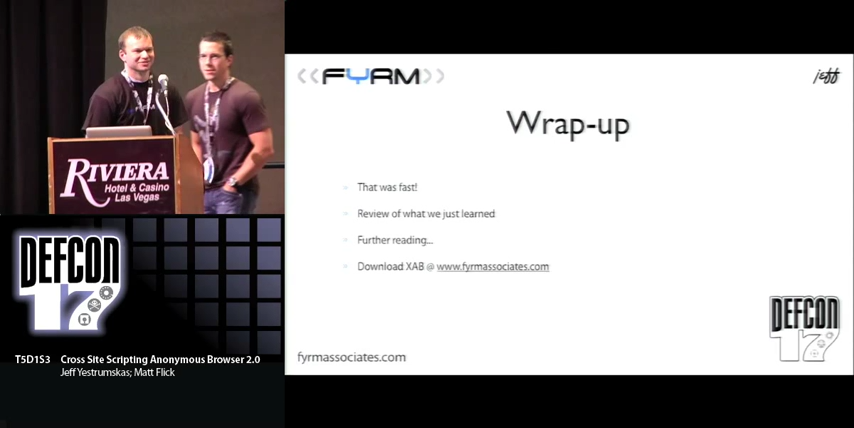 RIVIERA
Hotel & Casino
Las Vegas
DEFCON
17
T5D1S3 Cross Site Scripting Anonymous Browser 2.0
Jeff Yestrumskas; Matt Flick
((FYRM))
jeff
Wrap-up
That was fast!
Review of what we just learned
Further reading...
Download XAB @ www.fyrmassociates.com
DEFCON
17
fyrmassociates.com